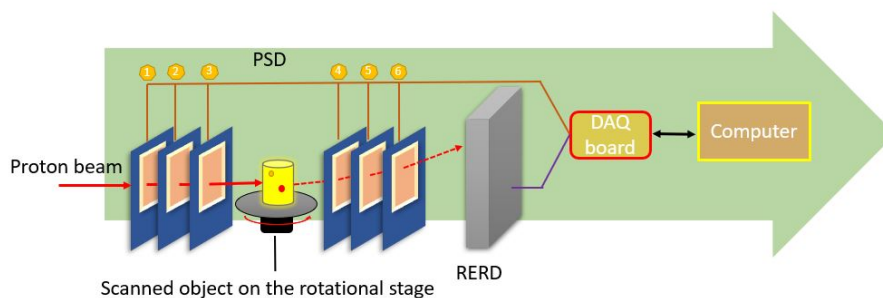 PSD
1 2 3 4 5 6
Proton beam
DAQ
board
Computer
RERD
Scanned object on the rotational stage